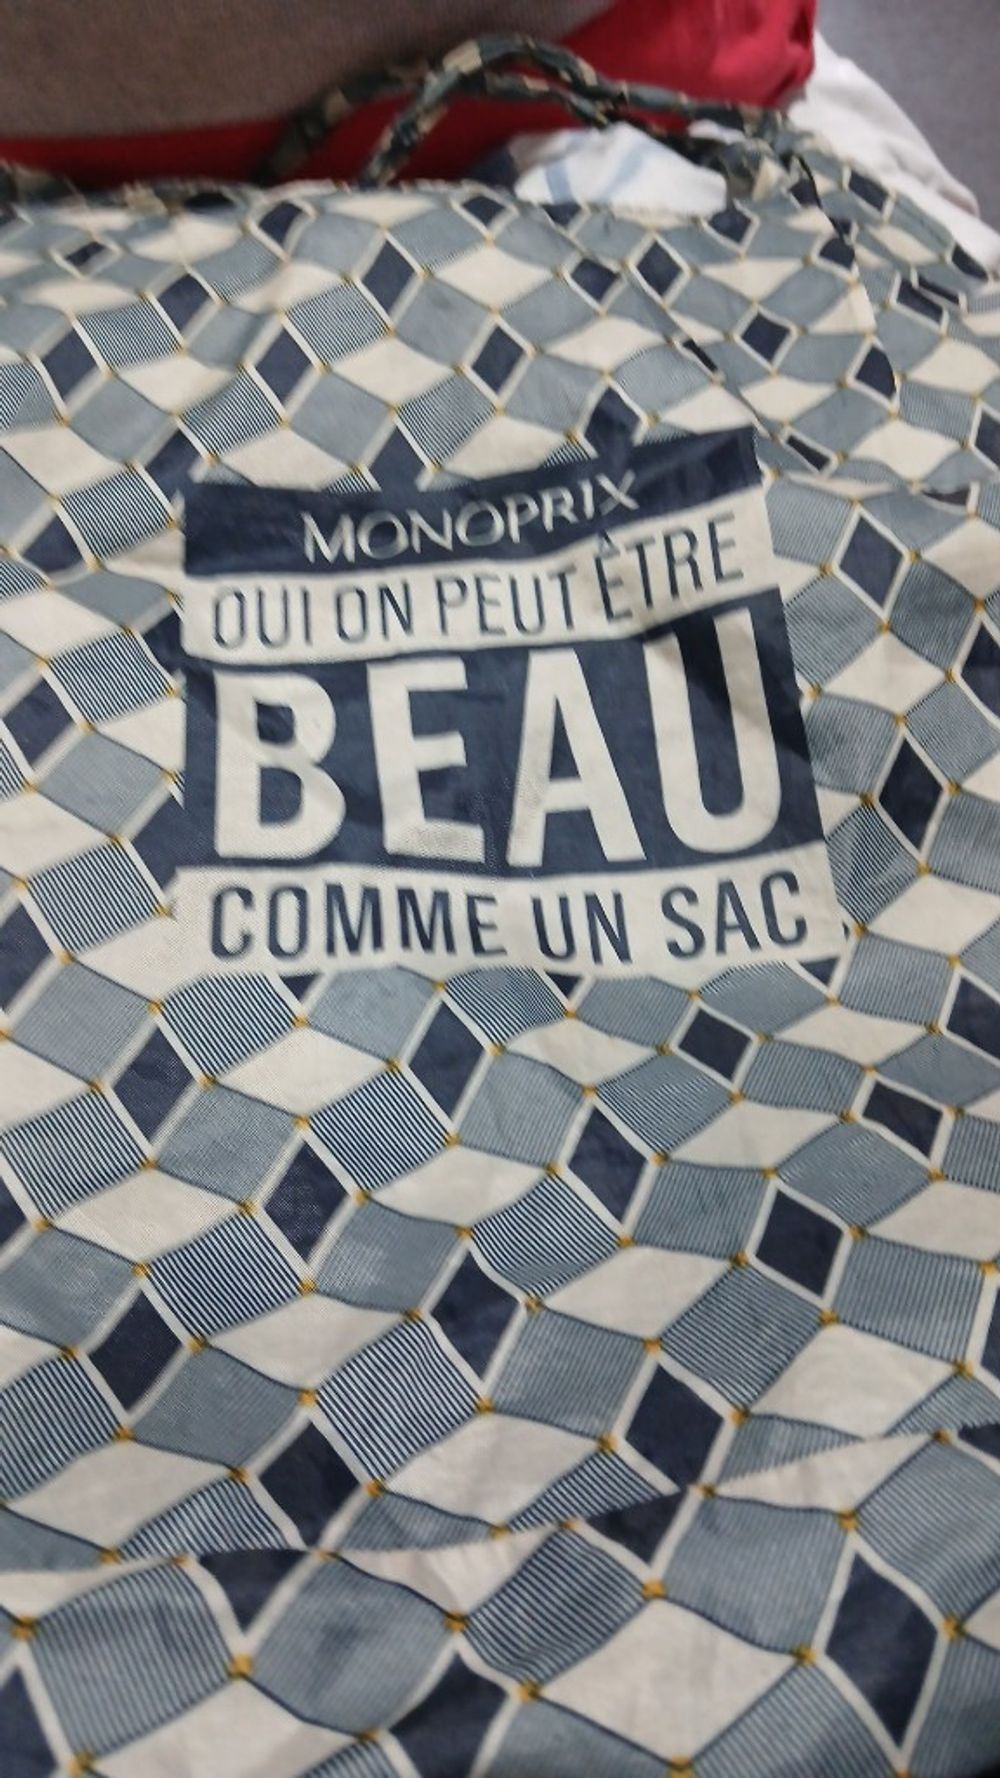 MONOPRIX
OUI ON PEUT ÊTRE
BEAU
COMME UN SAC